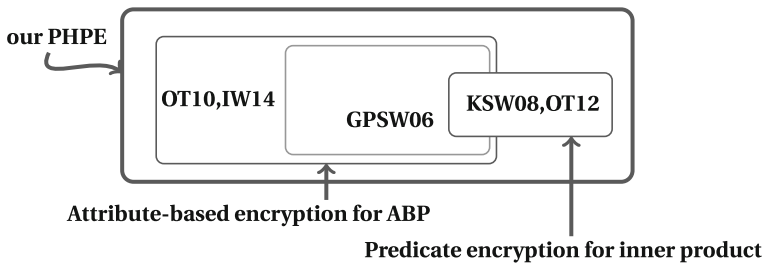 our PHPE
OT10,IW14
KSW08,OT12
GPSW06
Attribute-based encryption for ABP
Predicate encryption for inner product